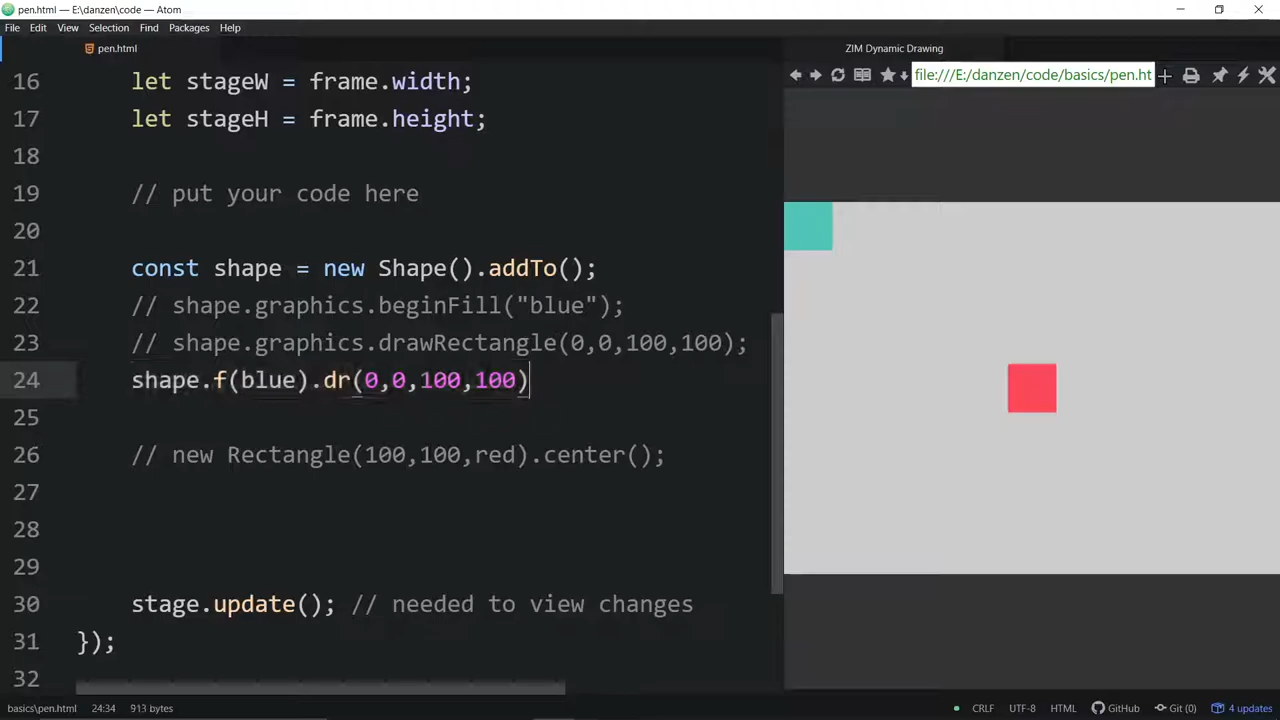 pen.html — E:\danzen\code — Atom
File Edit View Selection Find Packages Help
pen.html
ZIM Dynamic Drawing
file:///E:/danzen/code/basics/pen.ht
16 let stageW = frame.width;
17 let stageH = frame.height;
18
19 // put your code here
20
21 const shape = new Shape().addTo();
22 // shape.graphics.beginFill("blue");
23 // shape.graphics.drawRectangle(0,0,100,100);
24 shape.f(blue).dr(0,0,100,100)
25
26 // new Rectangle(100,100,red).center();
27
28
29
30 stage.update(); // needed to view changes
31 });
32
basics\pen.html 24:34 913 bytes CRLF UTF-8 HTML GitHub Git (0) 4 updates